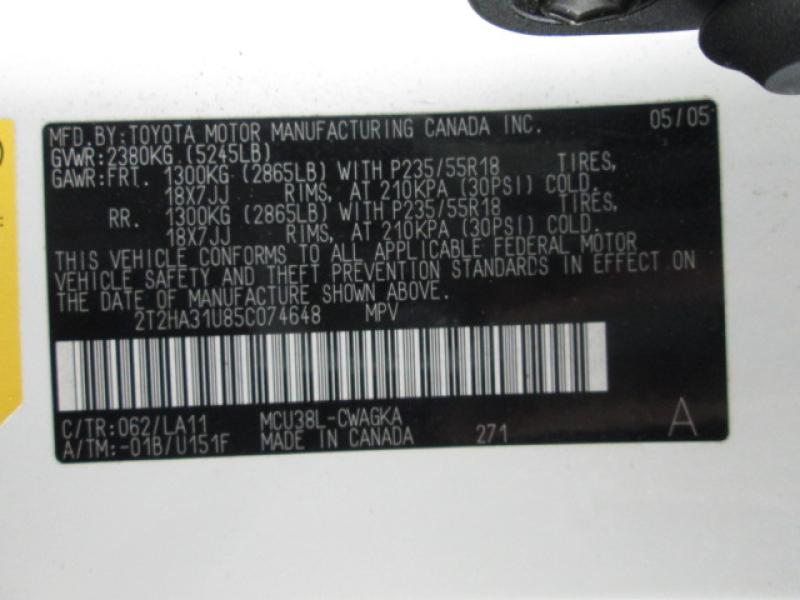 MFD. BY: TOYOTA MOTOR MANUFACTURING CANADA INC. 05/05
GVWR: 2380KG (5245LB)
GAWR: FRT. 1300KG (2865LB) WITH P235/55R18 TIRES,
18X7JJ RIMS, AT 210KPA (30PSI) COLD.
RR. 1300KG (2865LB) WITH P235/55R18 TIRES,
18X7JJ RIMS, AT 210KPA (30PSI) COLD.
THIS VEHICLE CONFORMS TO ALL APPLICABLE FEDERAL MOTOR
VEHICLE SAFETY AND THEFT PREVENTION STANDARDS IN EFFECT ON
THE DATE OF MANUFACTURE SHOWN ABOVE.
2T2HA31U85C074648 MPV
C/TR: 062/LA11 MCU38L-CWAGKA
A/TM: -01B/U151F MADE IN CANADA 271 A